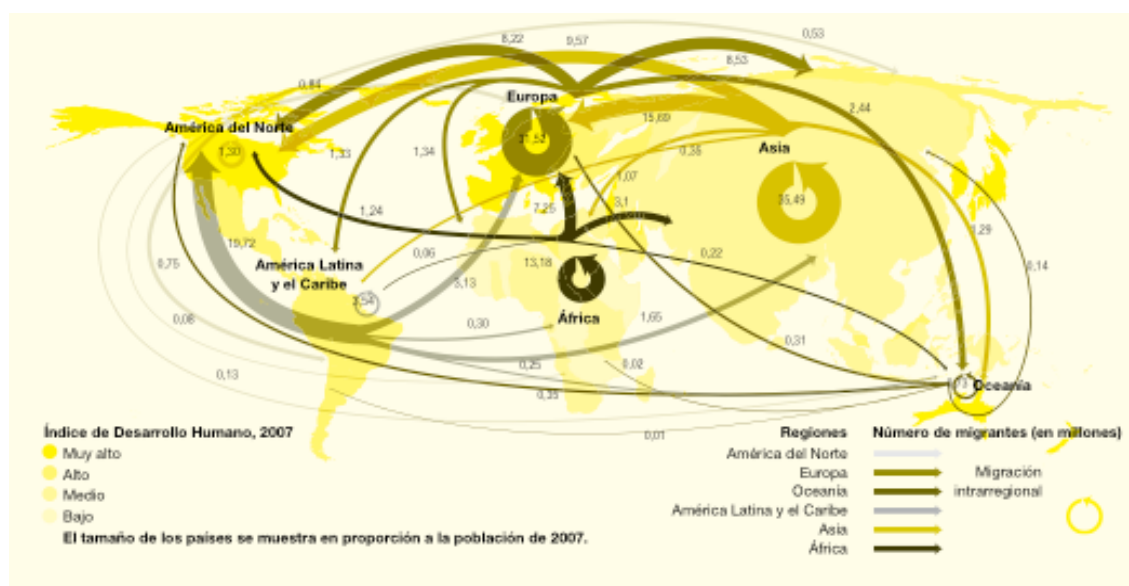 0,53
8,22
9,57
8,53
0,84
2,44
Europa
América del Norte
15,69
31,52
1,30
1,33
1,34
0,35
Asia
1,07
7,25
3,1
35,49
1,24
19,72
0,06
0,22
1,29
América Latina
y el Caribe
13,18
0,14
0,75
3,13
2,54
África
0,08
0,30
1,65
0,31
0,13
0,25
0,02
0,35
Oceanía
0,01
Índice de Desarrollo Humano, 2007
Muy alto
Alto
Medio
Bajo
El tamaño de los países se muestra en proporción a la población de 2007.
Regiones Número de migrantes (en millones)
América del Norte
Europa Migración
Oceanía intrarregional
América Latina y el Caribe
Asia
África